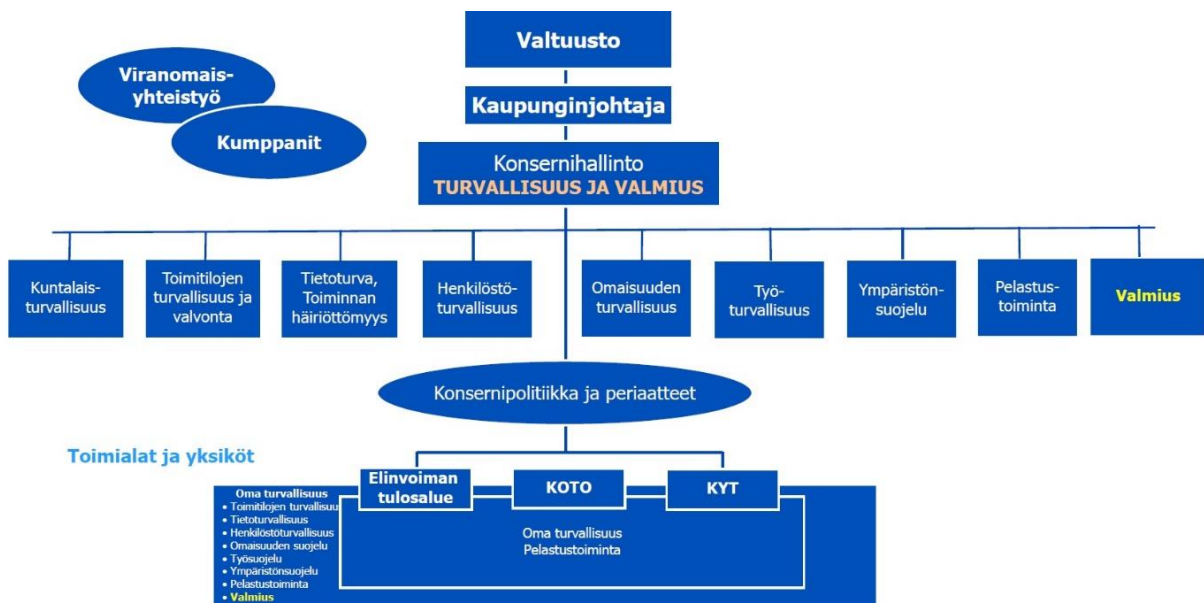 Valtuusto
Viranomais-
yhteistyö
Kaupunginjohtaja
Kumppanit
Konsernihallinto
TURVALLISUUS JA VALMIUS
Kuntalais-
turvallisuus
Toimitilojen
turvallisuus ja
valvonta
Tietoturva,
Toiminnan
häiriöttömyys
Henkilöstö-
turvallisuus
Omaisuuden
turvallisuus
Työ-
turvallisuus
Ympäristön-
suojelu
Pelastus-
toiminta
Valmius
Konsernipolitiikka ja periaatteet
Toimialat ja yksiköt
Elinvoiman
tulosalue
KOTO
KYT
Oma turvallisuus
• Toimitilojen turvallisuu
• Tietoturvallisuus
• Henkilöstöturvallisuus
• Omaisuuden suojelu
• Työsuojelu
• Ympäristönsuojelu
• Pelastustoiminta
• Valmius
Oma turvallisuus
Pelastustoiminta